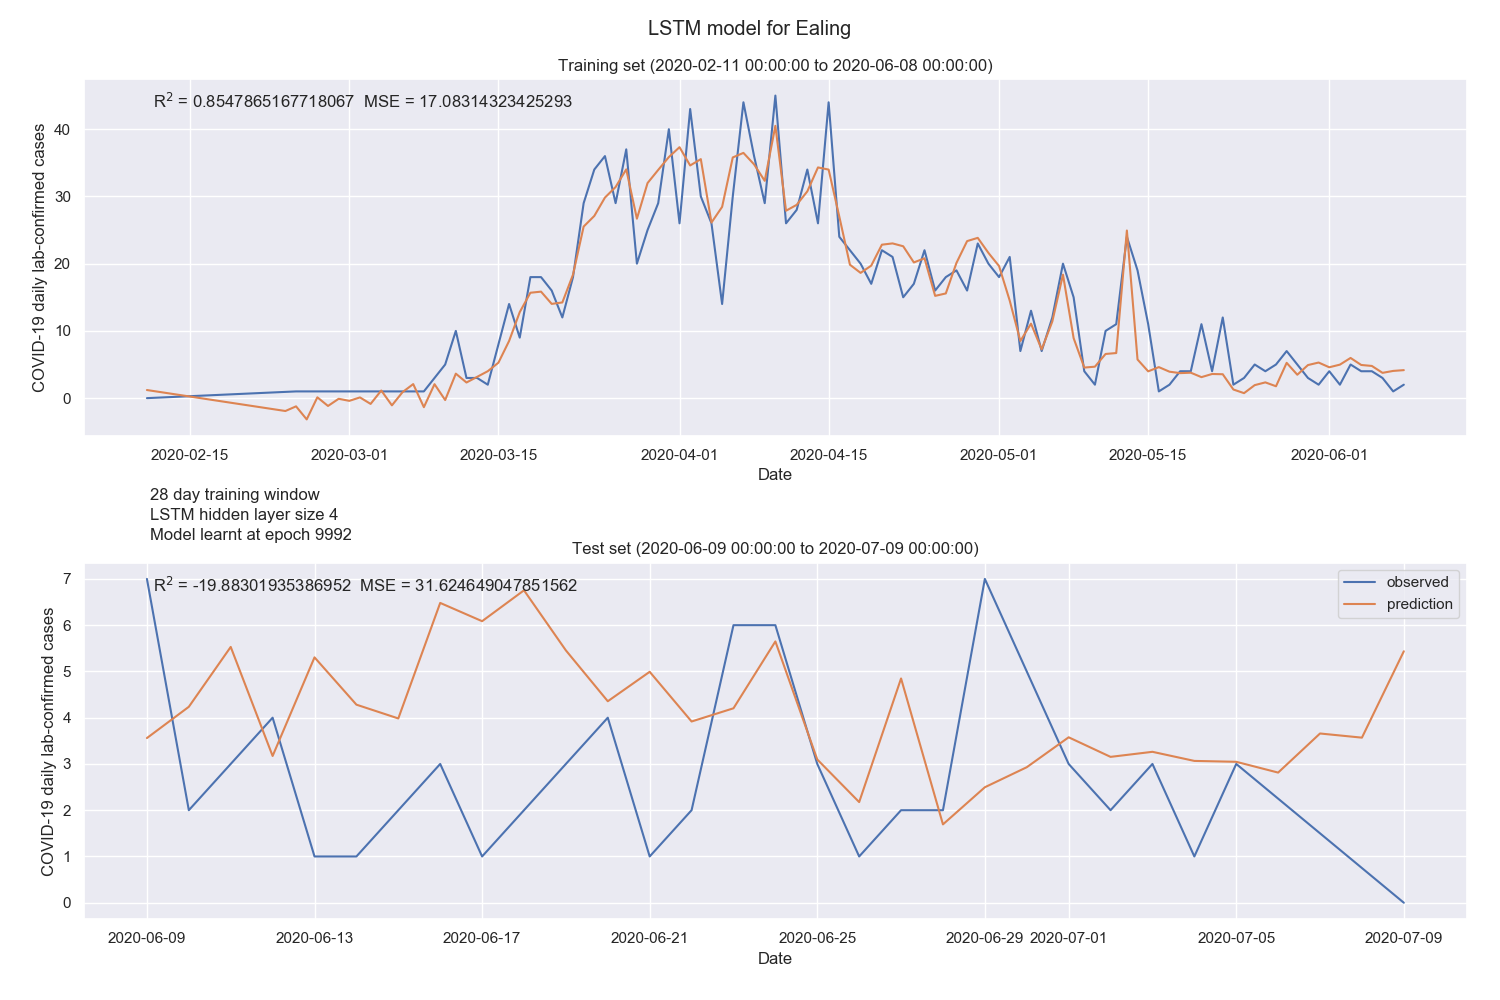 LSTM model for Ealing
Training set (2020-02-11 00:00:00 to 2020-06-08 00:00:00)
R² = 0.8547865167718067  MSE = 17.08314323425293
COVID-19 daily lab-confirmed cases
40
30
20
10
0
2020-02-15 2020-03-01 2020-03-15 2020-04-01 2020-04-15 2020-05-01 2020-05-15 2020-06-01
Date
28 day training window
LSTM hidden layer size 4
Model learnt at epoch 9992
Test set (2020-06-09 00:00:00 to 2020-07-09 00:00:00)
R² = -19.88301935386952  MSE = 31.624649047851562
observed
prediction
COVID-19 daily lab-confirmed cases
7
6
5
4
3
2
1
0
2020-06-09 2020-06-13 2020-06-17 2020-06-21 2020-06-25 2020-06-29 2020-07-01 2020-07-05 2020-07-09
Date